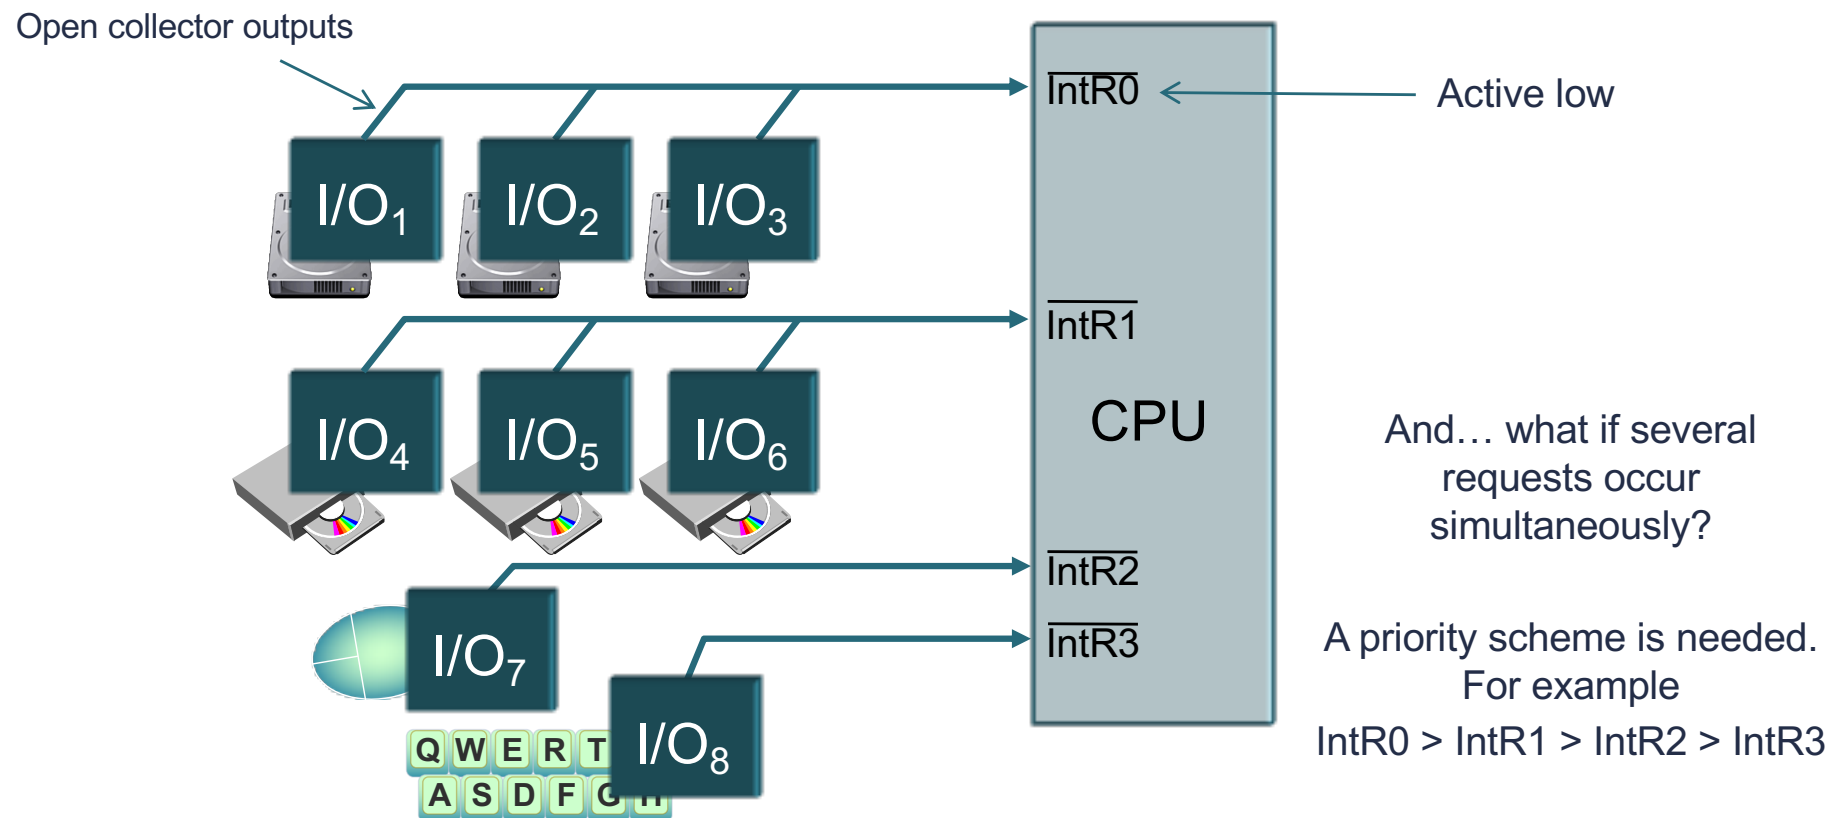 Open collector outputs
IntR0
Active low
I/O1
I/O2
I/O3
IntR1
I/O4
I/O5
I/O6
CPU
And… what if several
requests occur
simultaneously?
IntR2
I/O7
IntR3
A priority scheme is needed.
For example
IntR0 > IntR1 > IntR2 > IntR3
I/O8
Q W E R T
A S D F G H